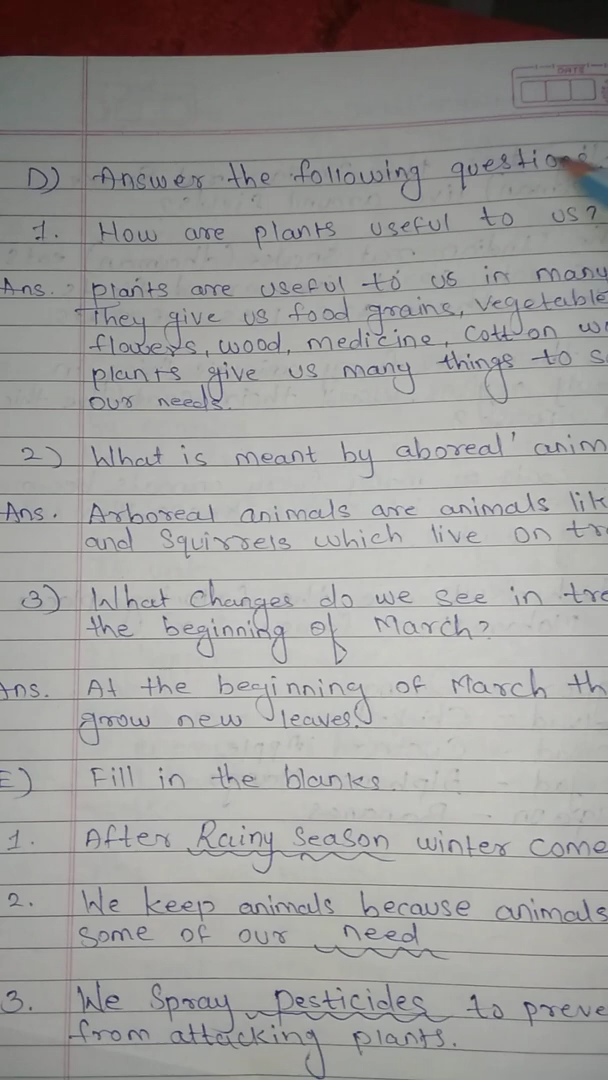 DATE
D) Answer the following questions
1. How are plants useful to us?
Ans. plants are useful to us in many
They give us food grains, vegetable
flowers, wood, medicine, cotton
plants give us many things to
our needs.
2) What is meant by aboreal' anim
Ans. Arboreal animals are animals lik
and Squirrels which live on tr
3) What changes do we see in tre
the beginning of March?
Ans. At the beginning of March th
grow new leaves.
E) Fill in the blanks
1. After Rainy season winter come
2. We keep animals because animals
some of our need
3. We Spray pesticides to preve
from attacking plants.